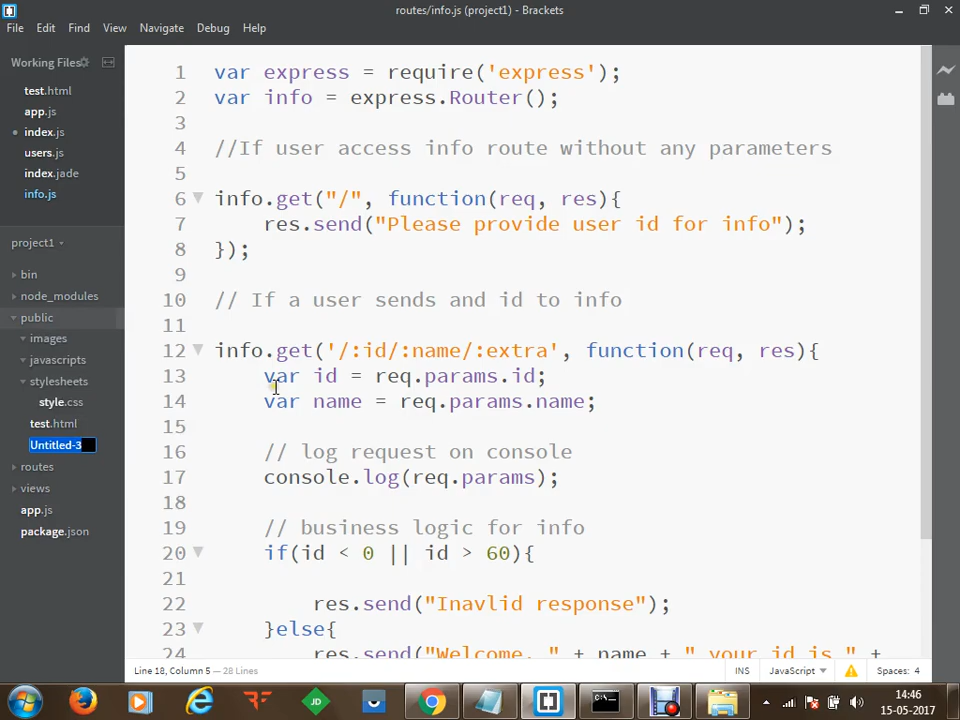 routes/info.js (project1) - Brackets
File Edit Find View Navigate Debug Help
Working Files
test.html
app.js
index.js
users.js
index.jade
info.js
project1
bin
node_modules
public
images
javascripts
stylesheets
style.css
test.html
Untitled-3
routes
views
app.js
package.json
1 var express = require('express');
2 var info = express.Router();
3
4 //If user access info route without any parameters
5
6 info.get("/", function(req, res){
7 res.send("Please provide user id for info");
8 });
9
10 // If a user sends and id to info
11
12 info.get('/:id/:name/:extra', function(req, res){
13 var id = req.params.id;
14 var name = req.params.name;
15
16 // log request on console
17 console.log(req.params);
18
19 // business logic for info
20 if(id < 0 || id > 60){
21
22 res.send("Inavlid response");
23 }else{
24 res.send("Welcome, " + name + " your id is " +
Line 18, Column 5 — 28 Lines
INS JavaScript Spaces: 4
14:46
15-05-2017